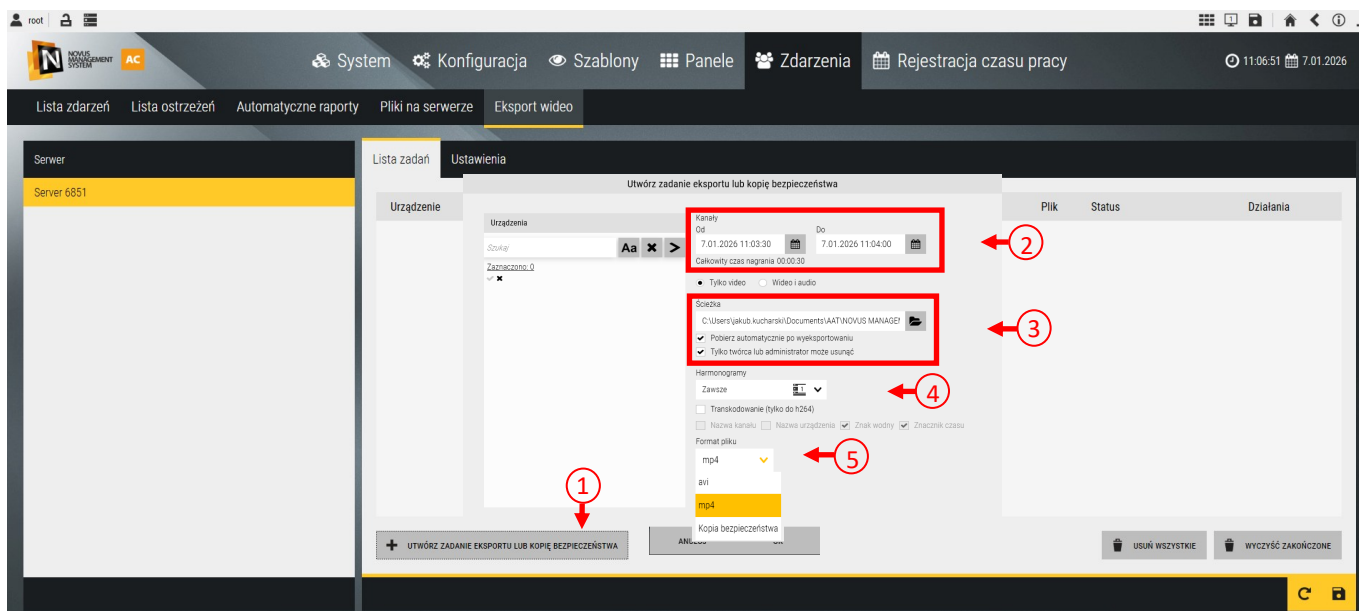 root
NOVUS MANAGEMENT SYSTEM AC
System Konfiguracja Szablony Panele Zdarzenia Rejestracja czasu pracy
11:06:51 7.01.2026
Lista zdarzeń Lista ostrzeżeń Automatyczne raporty Pliki na serwerze Eksport wideo
Serwer
Server 6851
Lista zadań Ustawienia
Utwórz zadanie eksportu lub kopię bezpieczeństwa
Urządzenie Plik Status Działania
Urządzenia
Szukaj Aa
Zaznaczono: 0
Kanały
Od Do
7.01.2026 11:03:30 7.01.2026 11:04:00
Całkowity czas nagrania 00:00:30
2
Tylko video Wideo i audio
Ścieżka
C:\Users\jakub.kucharski\Documents\AAT\NOVUS MANAGEM
Pobierz automatycznie po wyeksportowaniu
Tylko twórca lub administrator może usunąć
3
Harmonogramy
Zawsze 1
4
Transkodowanie (tylko do h264)
Nazwa kanału Nazwa urządzenia Znak wodny Znacznik czasu
Format pliku
mp4
5
avi
mp4
Kopia bezpieczeństwa
1
UTWÓRZ ZADANIE EKSPORTU LUB KOPIĘ BEZPIECZEŃSTWA
USUŃ WSZYSTKIE WYCZYŚĆ ZAKOŃCZONE